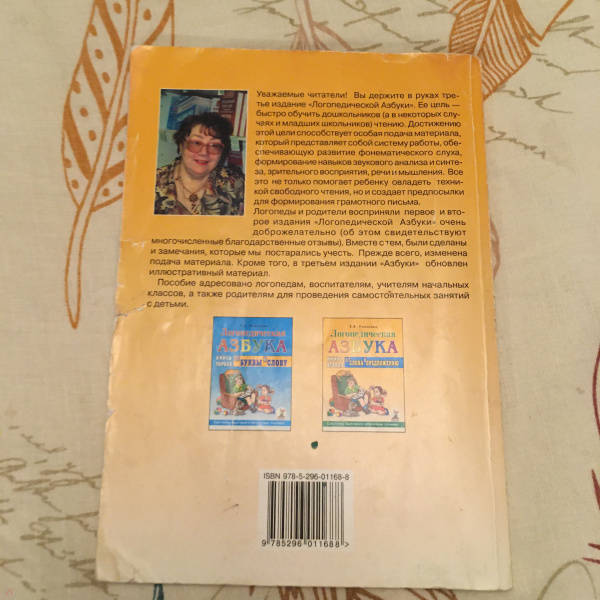 Уважаемые читатели! Вы держите в руках тре-
тье издание «Логопедической Азбуки». Ее цель —
быстро обучить дошкольников (а в некоторых слу-
чаях и младших школьников) чтению. Достижению
этой цели способствует особая подача материала,
который представляет собой систему работы, обе-
спечивающую развитие фонематического слуха,
формирование навыков звукового анализа и синте-
за, зрительного восприятия, речи и мышления. Все
это не только помогает ребенку овладеть техни-
кой свободного чтения, но и создает предпосылки
для формирования грамотного письма.
Логопеды и родители восприняли первое и вто-
рое издания «Логопедической Азбуки» очень
доброжелательно (об этом свидетельствуют
многочисленные благодарственные отзывы). Вместе с тем, были сделаны
и замечания, которые мы постарались учесть. Прежде всего, изменена
подача материала. Кроме того, в третьем издании «Азбуки» обновлен
иллюстративный материал.
Пособие адресовано логопедам, воспитателям, учителям начальных
классов, а также родителям для проведения самостоятельных занятий
с детьми.
Логопедическая
АЗБУКА
КНИГА
ПЕРВАЯ
БУКВЫ
СЛОВУ
Логопедическая
АЗБУКА
СЛОВА
ПРЕДЛОЖЕНИЮ
ISBN 978-5-296-01168-8
9 785296 011688 >